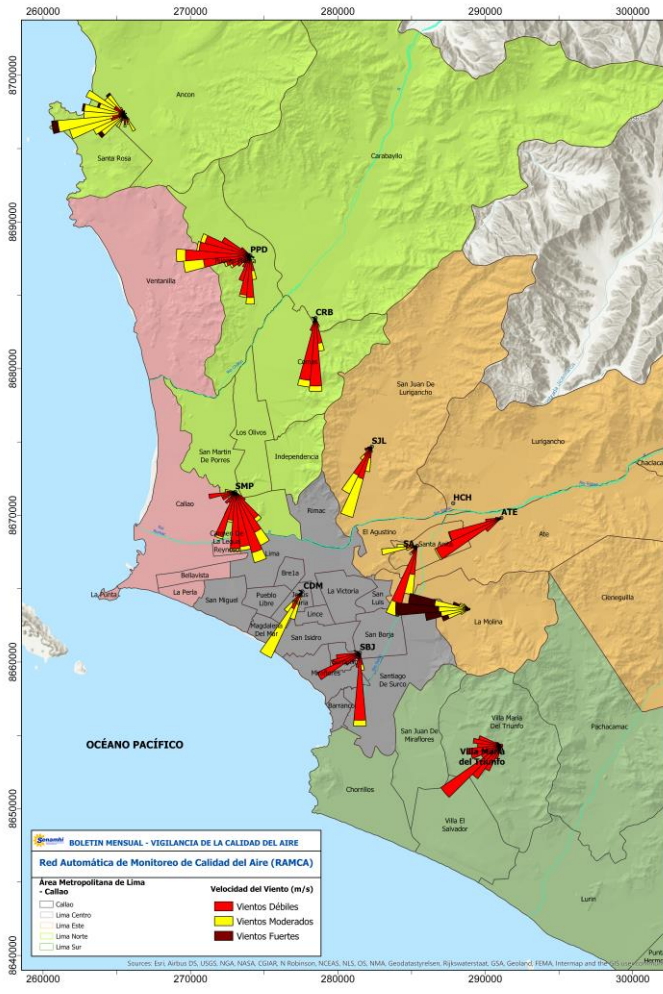 260000 270000 280000 290000 300000
8700000
8690000
8680000
8670000
8660000
8650000
8640000
Ancon
Santa Rosa
Carabayllo
PPD
Ventanilla
CRB
San Juan De
Lurigancho
Los Olivos
San Martin
De Porres
Independencia
SJL
Lurigancho
Chaclaca
SMP
Callao
Rimac
HCH
ATE
Carmen De
La Legua
Reynoso
Lima
El Agustino
Santa Anita
Ate
SA
Bellavista
La Punta
La Perla
San Miguel
Pueblo
Libre
CDM
La Victoria
San
Luis
Lince
Magdalena
Del Mar
San Isidro
San Borja
La Molina
Cieneguilla
SBJ
Santiago
De Surco
Barranco
San Juan De
Miraflores
Villa Maria
Del Triunfo
Villa María
del Triunfo
Pachacamac
OCÉANO PACÍFICO
Chorrillos
Villa El
Salvador
Lurin
Punta
Senamhi
BOLETIN MENSUAL - VIGILANCIA DE LA CALIDAD DEL AIRE
Red Automática de Monitoreo de Calidad del Aire (RAMCA)
Área Metropolitana de Lima
- Callao
Callao
Lima Centro
Lima Este
Lima Norte
Lima Sur
Velocidad del Viento (m/s)
Vientos Débiles
Vientos Moderados
Vientos Fuertes
Sources: Esri, Airbus DS, USGS, NGA, NASA, CGIAR, N Robinson, NCEAS, NLS, OS, NMA, Geodatastyrelsen, Rijkswaterstaat, GSA, Geoland, FEMA, Intermap and the GIS user
260000 270000 280000 290000 300000